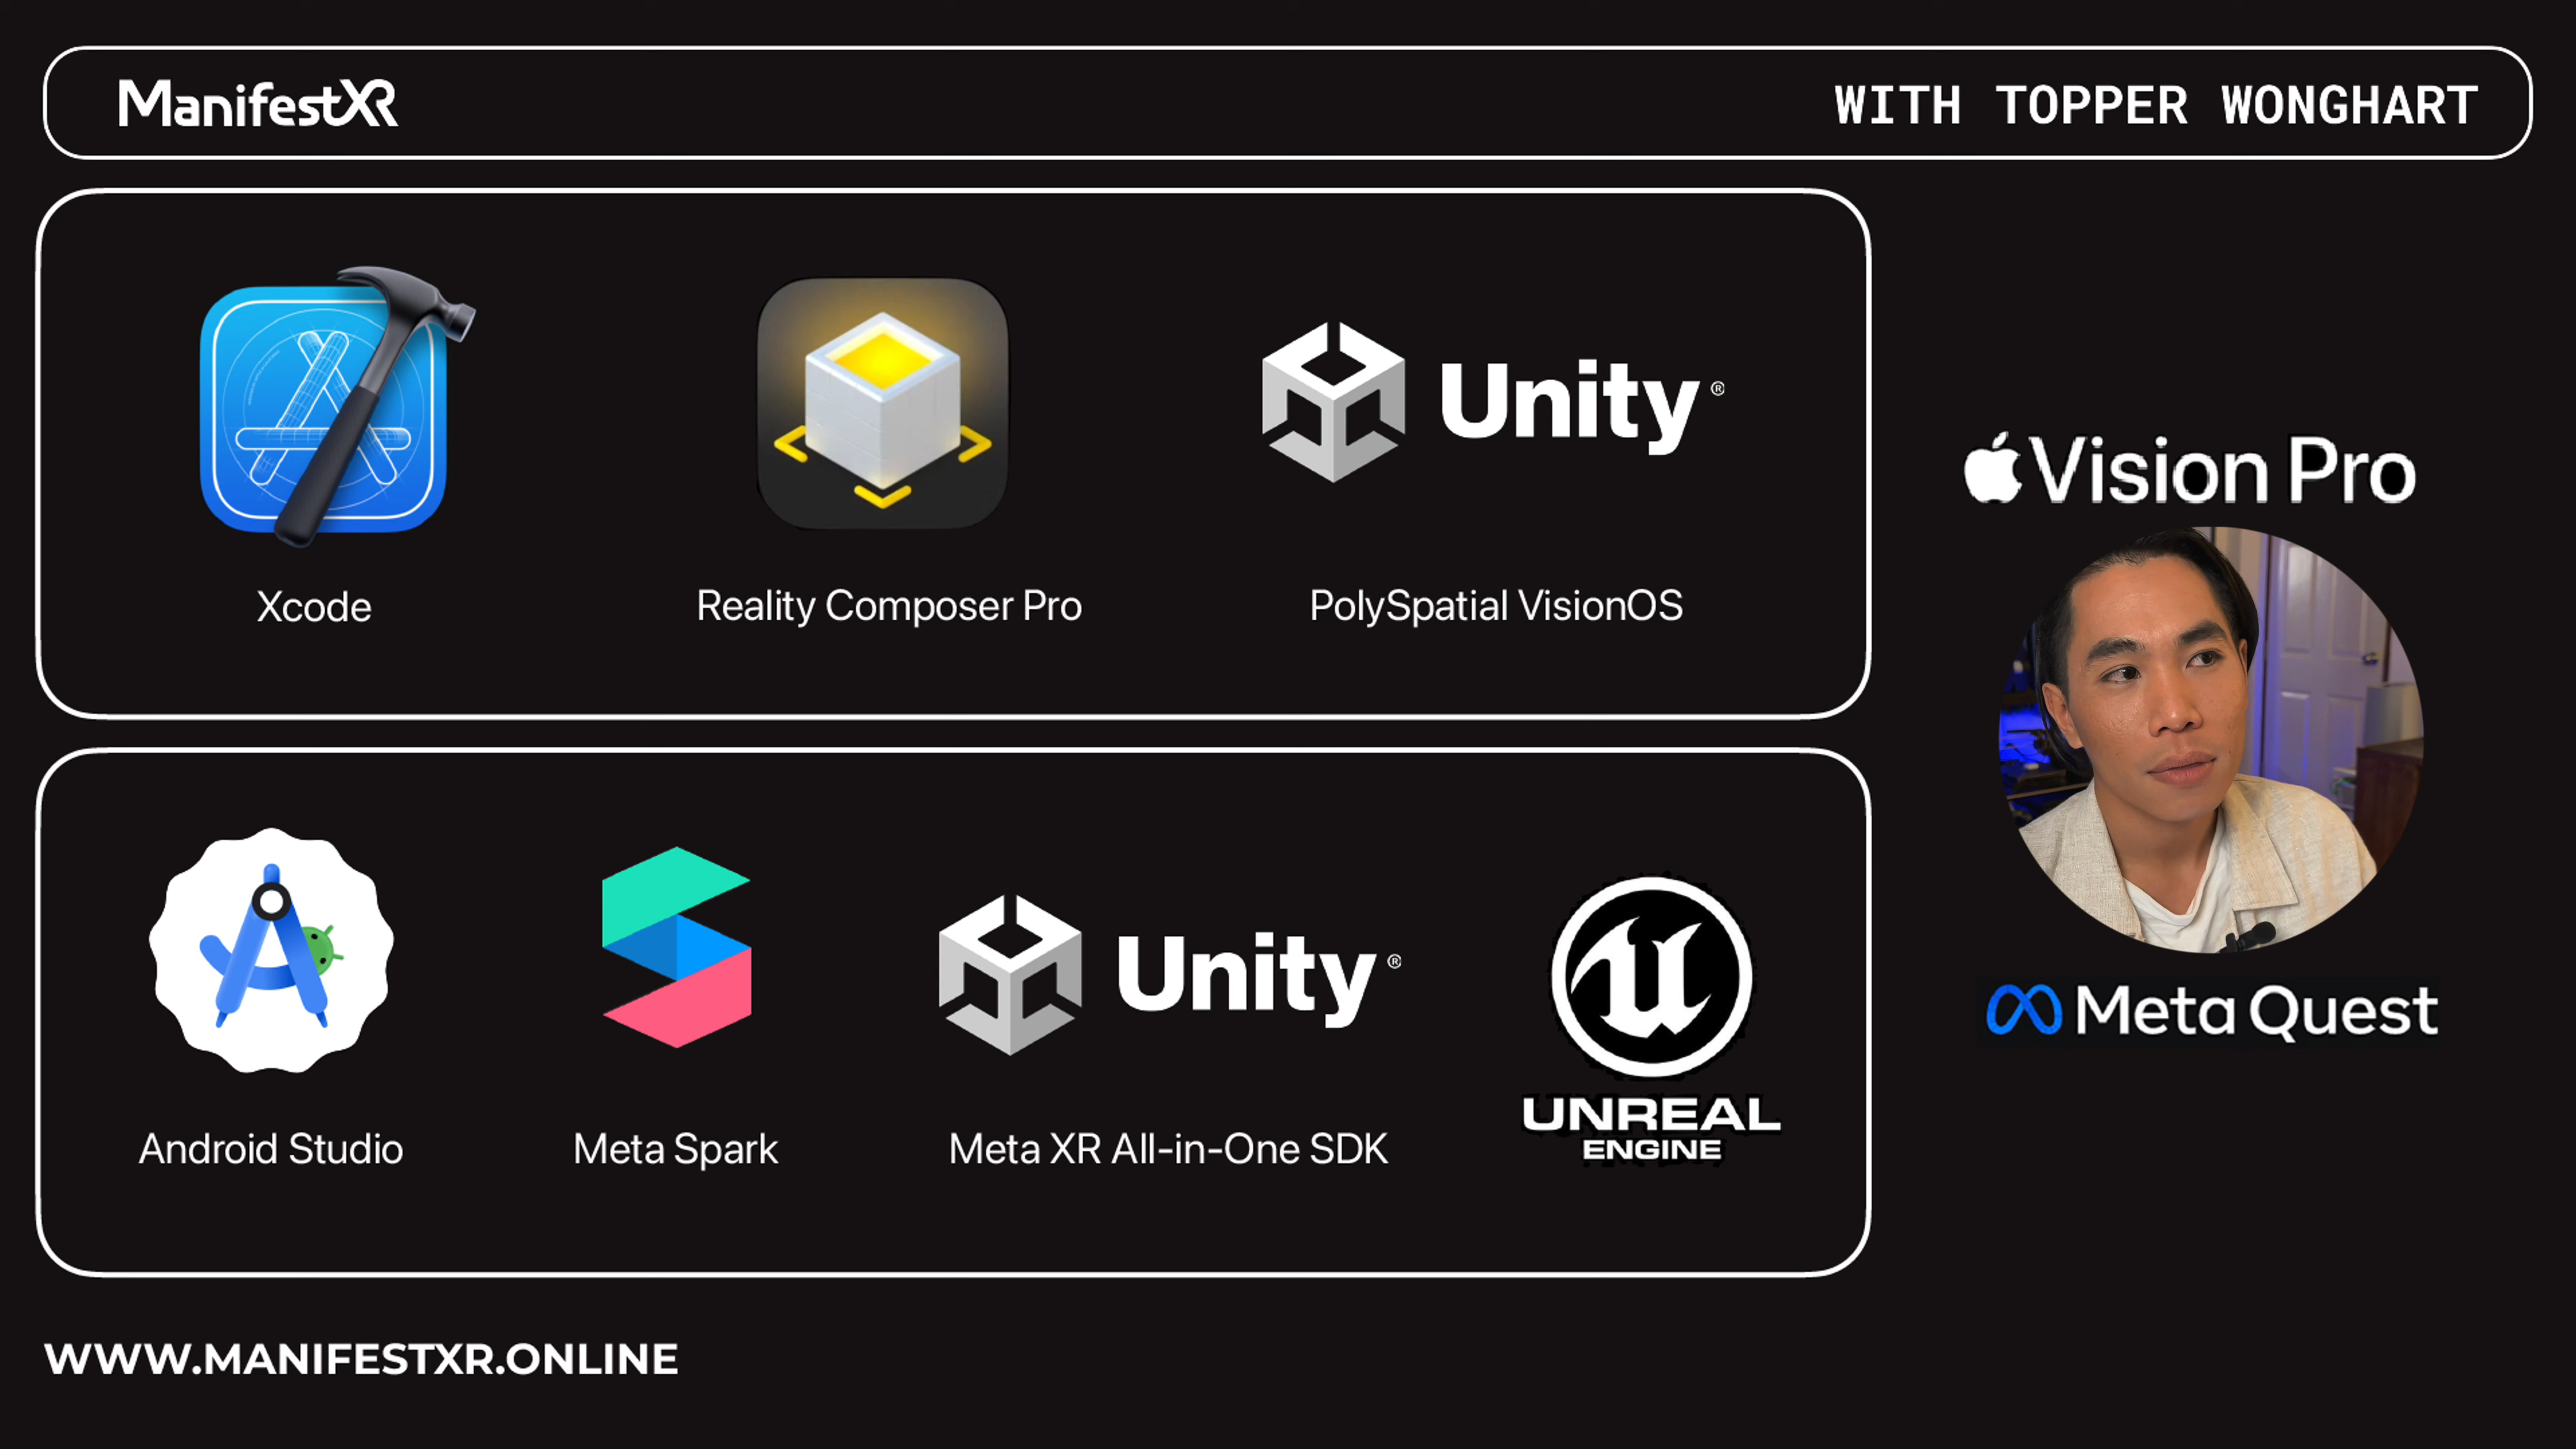 ManifestXR
WITH TOPPER WONGHART
Unity®
Xcode
Reality Composer Pro
PolySpatial VisionOS
Vision Pro
Unity®
UNREAL
ENGINE
Android Studio
Meta Spark
Meta XR All-in-One SDK
Meta Quest
WWW.MANIFESTXR.ONLINE